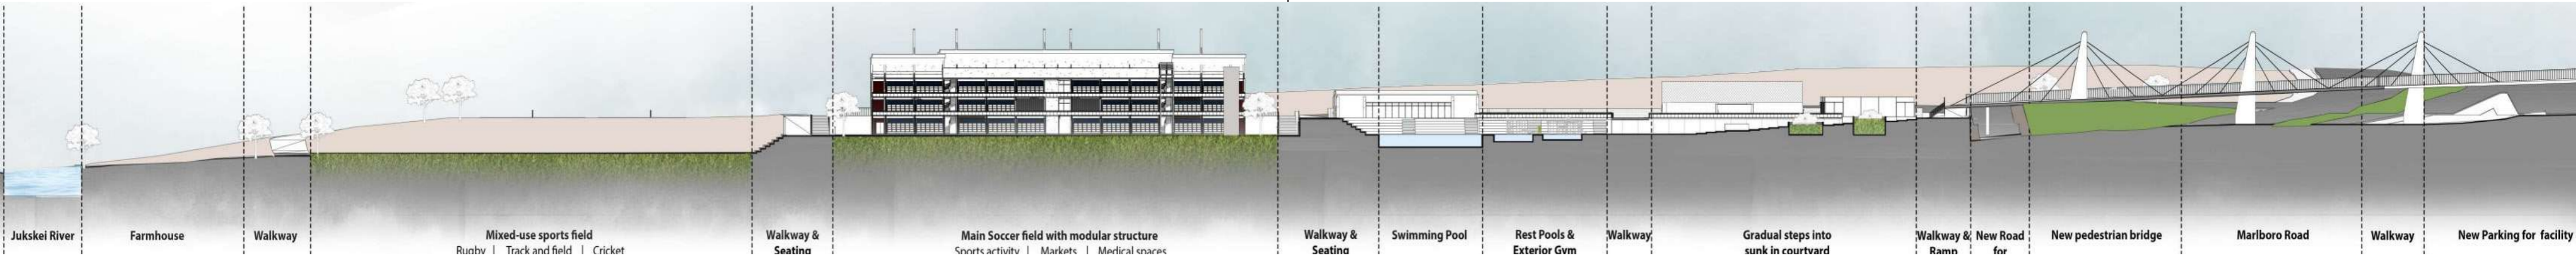 Jukskei River
Farmhouse
Walkway
Mixed-use sports field
Rugby | Track and field | Cricket
Walkway &
Seating
Main Soccer field with modular structure
Sports activity | Markets | Medical spaces
Walkway &
Seating
Swimming Pool
Rest Pools &
Exterior Gym
Walkway
Gradual steps into
sunk in courtyard
Walkway &
Ramp
New Road
for
New pedestrian bridge
Marlboro Road
Walkway
New Parking for facility